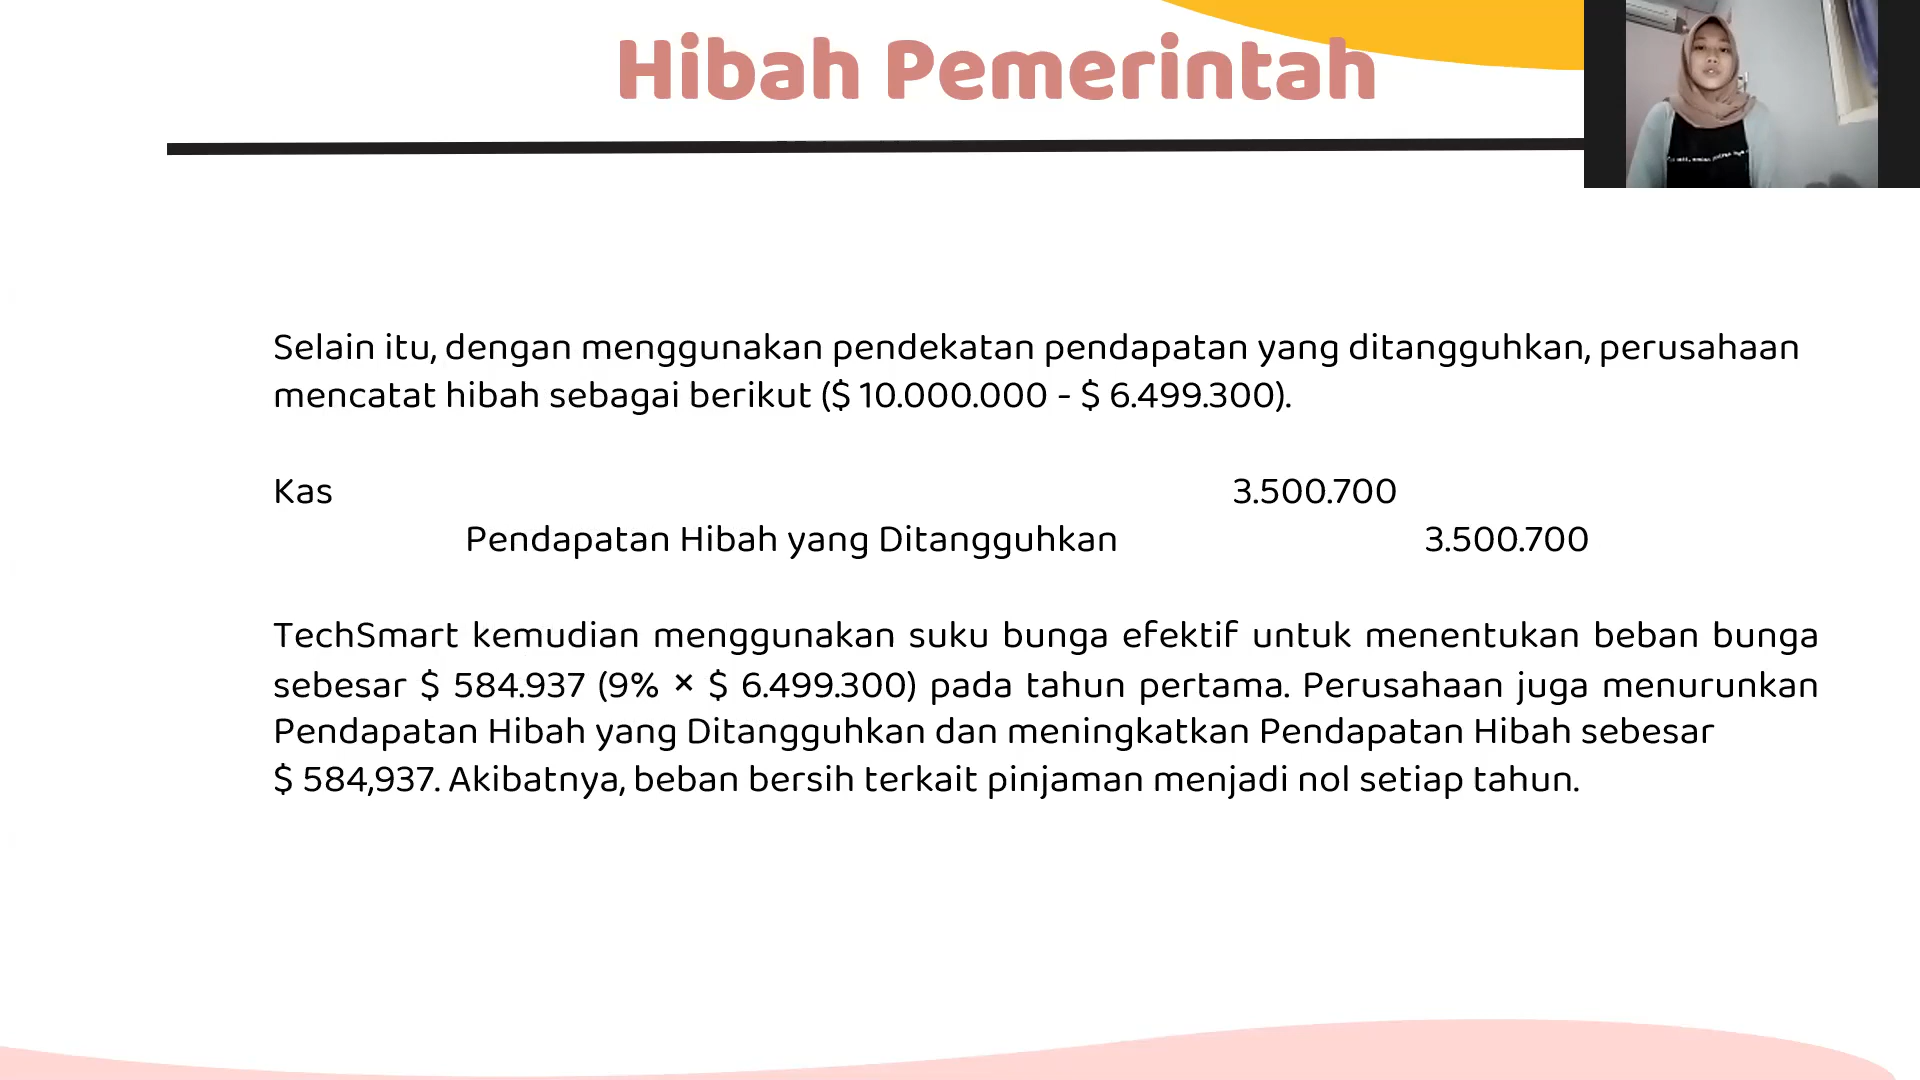 Hibah Pemerintah
Selain itu, dengan menggunakan pendekatan pendapatan yang ditangguhkan, perusahaan
mencatat hibah sebagai berikut ($ 10.000.000 - $ 6.499.300).
Kas 3.500.700
Pendapatan Hibah yang Ditangguhkan 3.500.700
TechSmart kemudian menggunakan suku bunga efektif untuk menentukan beban bunga
sebesar $ 584.937 (9% × $ 6.499.300) pada tahun pertama. Perusahaan juga menurunkan
Pendapatan Hibah yang Ditangguhkan dan meningkatkan Pendapatan Hibah sebesar
$ 584,937. Akibatnya, beban bersih terkait pinjaman menjadi nol setiap tahun.